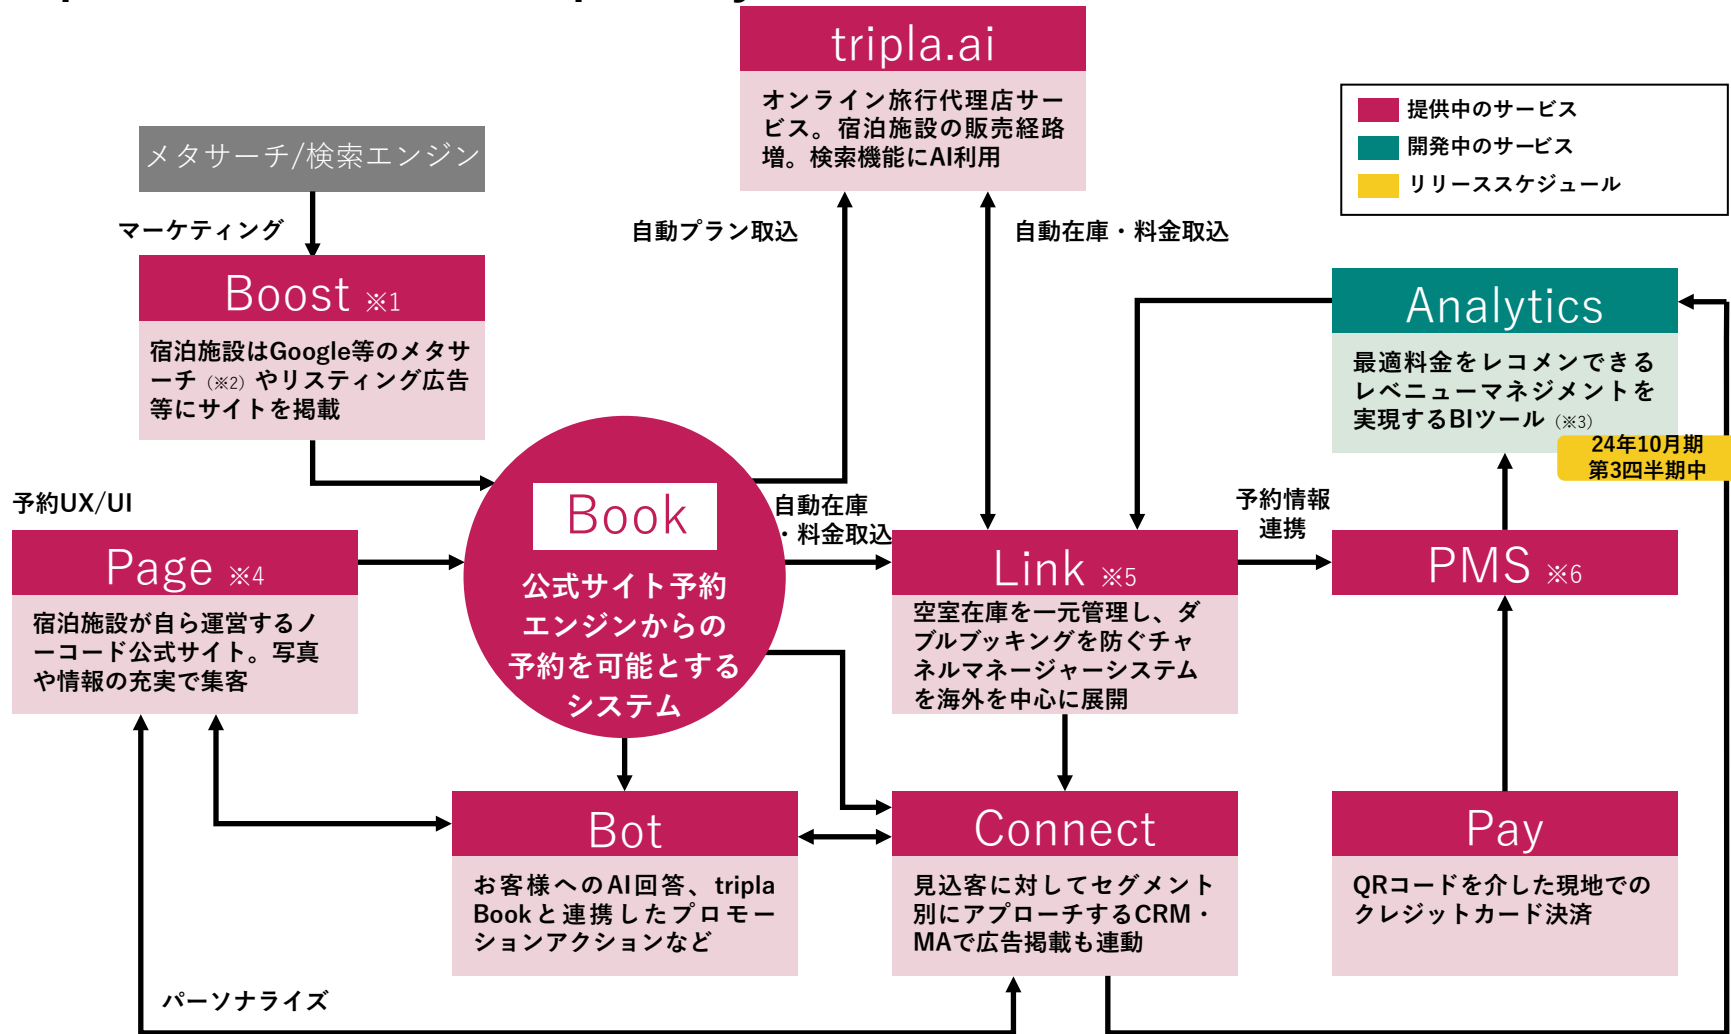 tripla.ai
オンライン旅行代理店サー
ビス。宿泊施設の販売経路
増。検索機能にAI利用
提供中のサービス
開発中のサービス
リリーススケジュール
メタサーチ/検索エンジン
マーケティング
自動プラン取込
自動在庫・料金取込
Boost ※1
宿泊施設はGoogle等のメタサ
ーチ（※2）やリスティング広告
等にサイトを掲載
Analytics
最適料金をレコメンできる
レベニューマネジメントを
実現するBIツール（※3）
24年10月期
第3四半期中
予約UX/UI
Book
公式サイト予約
エンジンからの
予約を可能とする
システム
自動在庫
・料金取込
予約情報
連携
Page ※4
宿泊施設が自ら運営するノ
ーコード公式サイト。写真
や情報の充実で集客
Link ※5
空室在庫を一元管理し、ダ
ブルブッキングを防ぐチャ
ネルマネージャーシステム
を海外を中心に展開
PMS ※6
Bot
お客様へのAI回答、tripla
Bookと連携したプロモー
ションアクションなど
Connect
見込客に対してセグメント
別にアプローチするCRM・
MAで広告掲載も連動
Pay
QRコードを介した現地での
クレジットカード決済
パーソナライズ